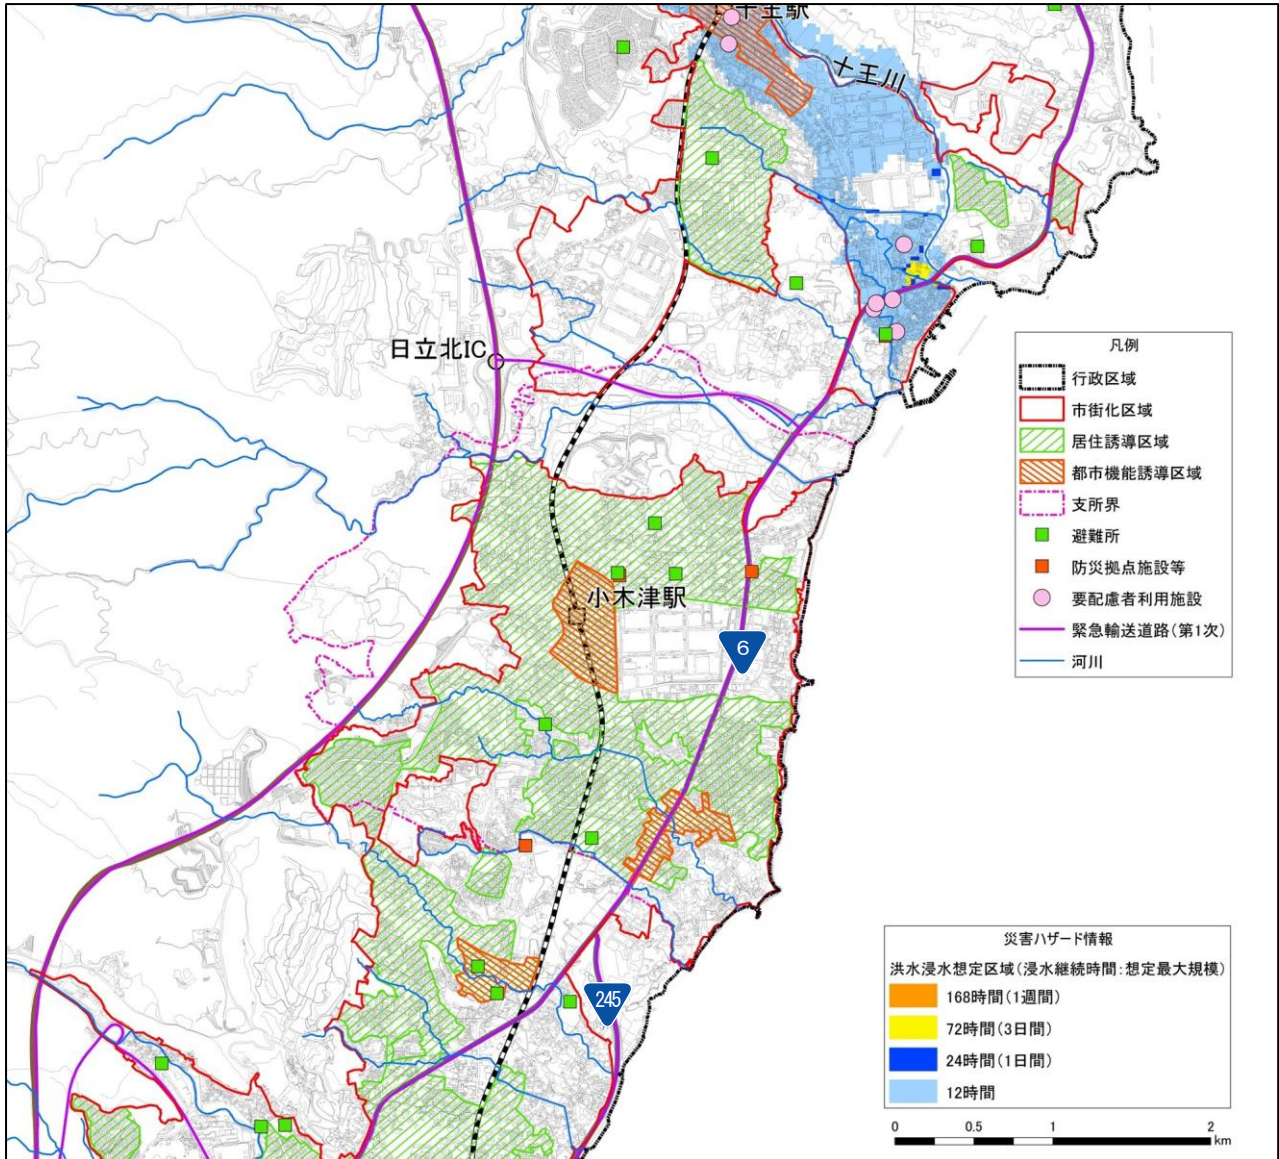 十王駅
十王川
日立北IC
小木津駅
6
245
凡例
行政区域
市街化区域
居住誘導区域
都市機能誘導区域
支所界
避難所
防災拠点施設等
要配慮者利用施設
緊急輸送道路(第1次)
河川
災害ハザード情報
洪水浸水想定区域(浸水継続時間:想定最大規模)
168時間(1週間)
72時間(3日間)
24時間(1日間)
12時間
0 0.5 1 2
km